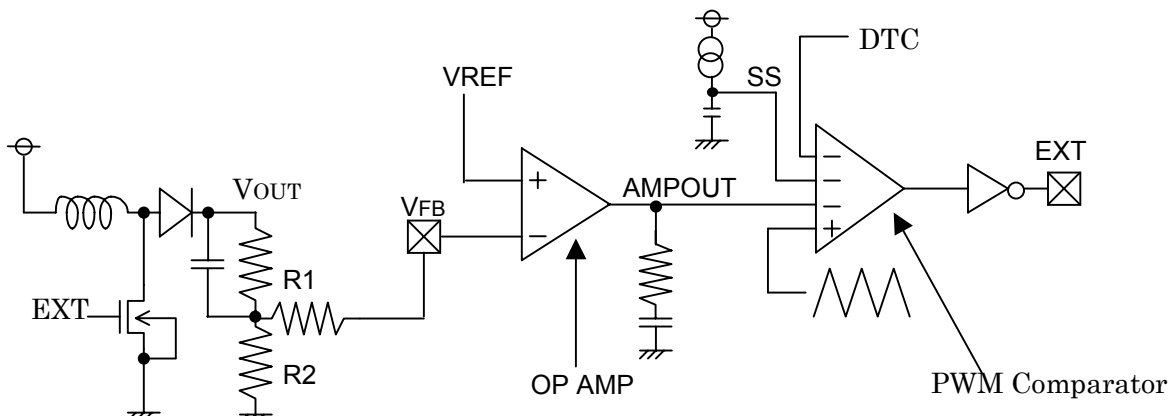 DTC
SS
VREF
EXT
AMPOUT
VOUT
VFB
+
−
−
−
−
+
R1
EXT
R2
OP AMP
PWM Comparator